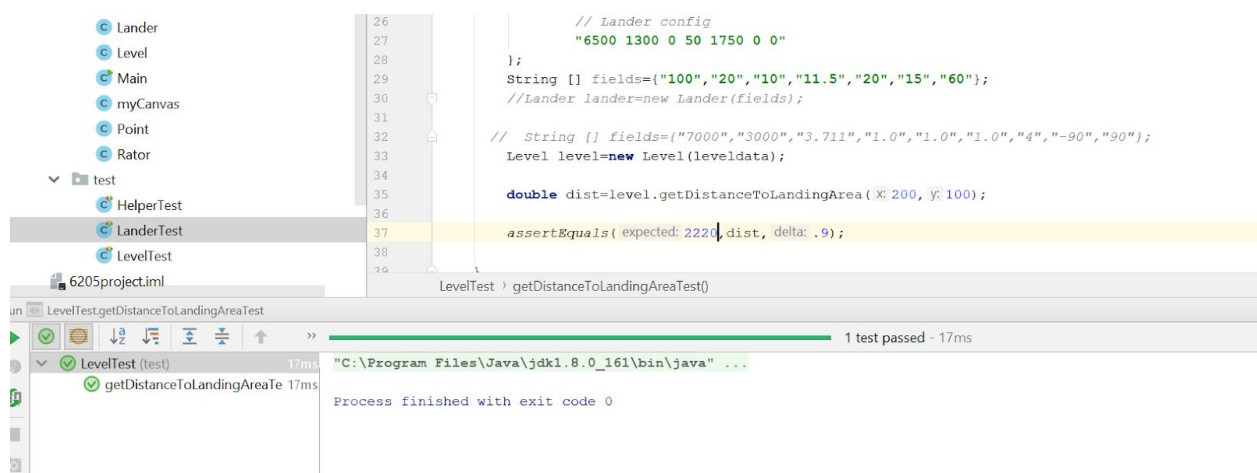 Lander
Level
Main
myCanvas
Point
Rator
test
HelperTest
LanderTest
LevelTest
6205project.iml
26 // Lander config
27 "6500 1300 0 50 1750 0 0"
28 };
29 String [] fields={"100","20","10","11.5","20","15","60"};
30 //Lander lander=new Lander(fields);
31
32 // String [] fields={"7000","3000","3.711","1.0","1.0","1.0","4","-90","90"};
33 Level level=new Level(leveldata);
34
35 double dist=level.getDistanceToLandingArea( x: 200, y: 100);
36
37 assertEquals( expected: 2220,dist, delta: .9);
38
39 }
LevelTest › getDistanceToLandingAreaTest()
un LevelTest.getDistanceToLandingAreaTest
» 1 test passed - 17ms
LevelTest (test) 17ms
getDistanceToLandingAreaTe 17ms
"C:\Program Files\Java\jdk1.8.0_161\bin\java" ...
Process finished with exit code 0